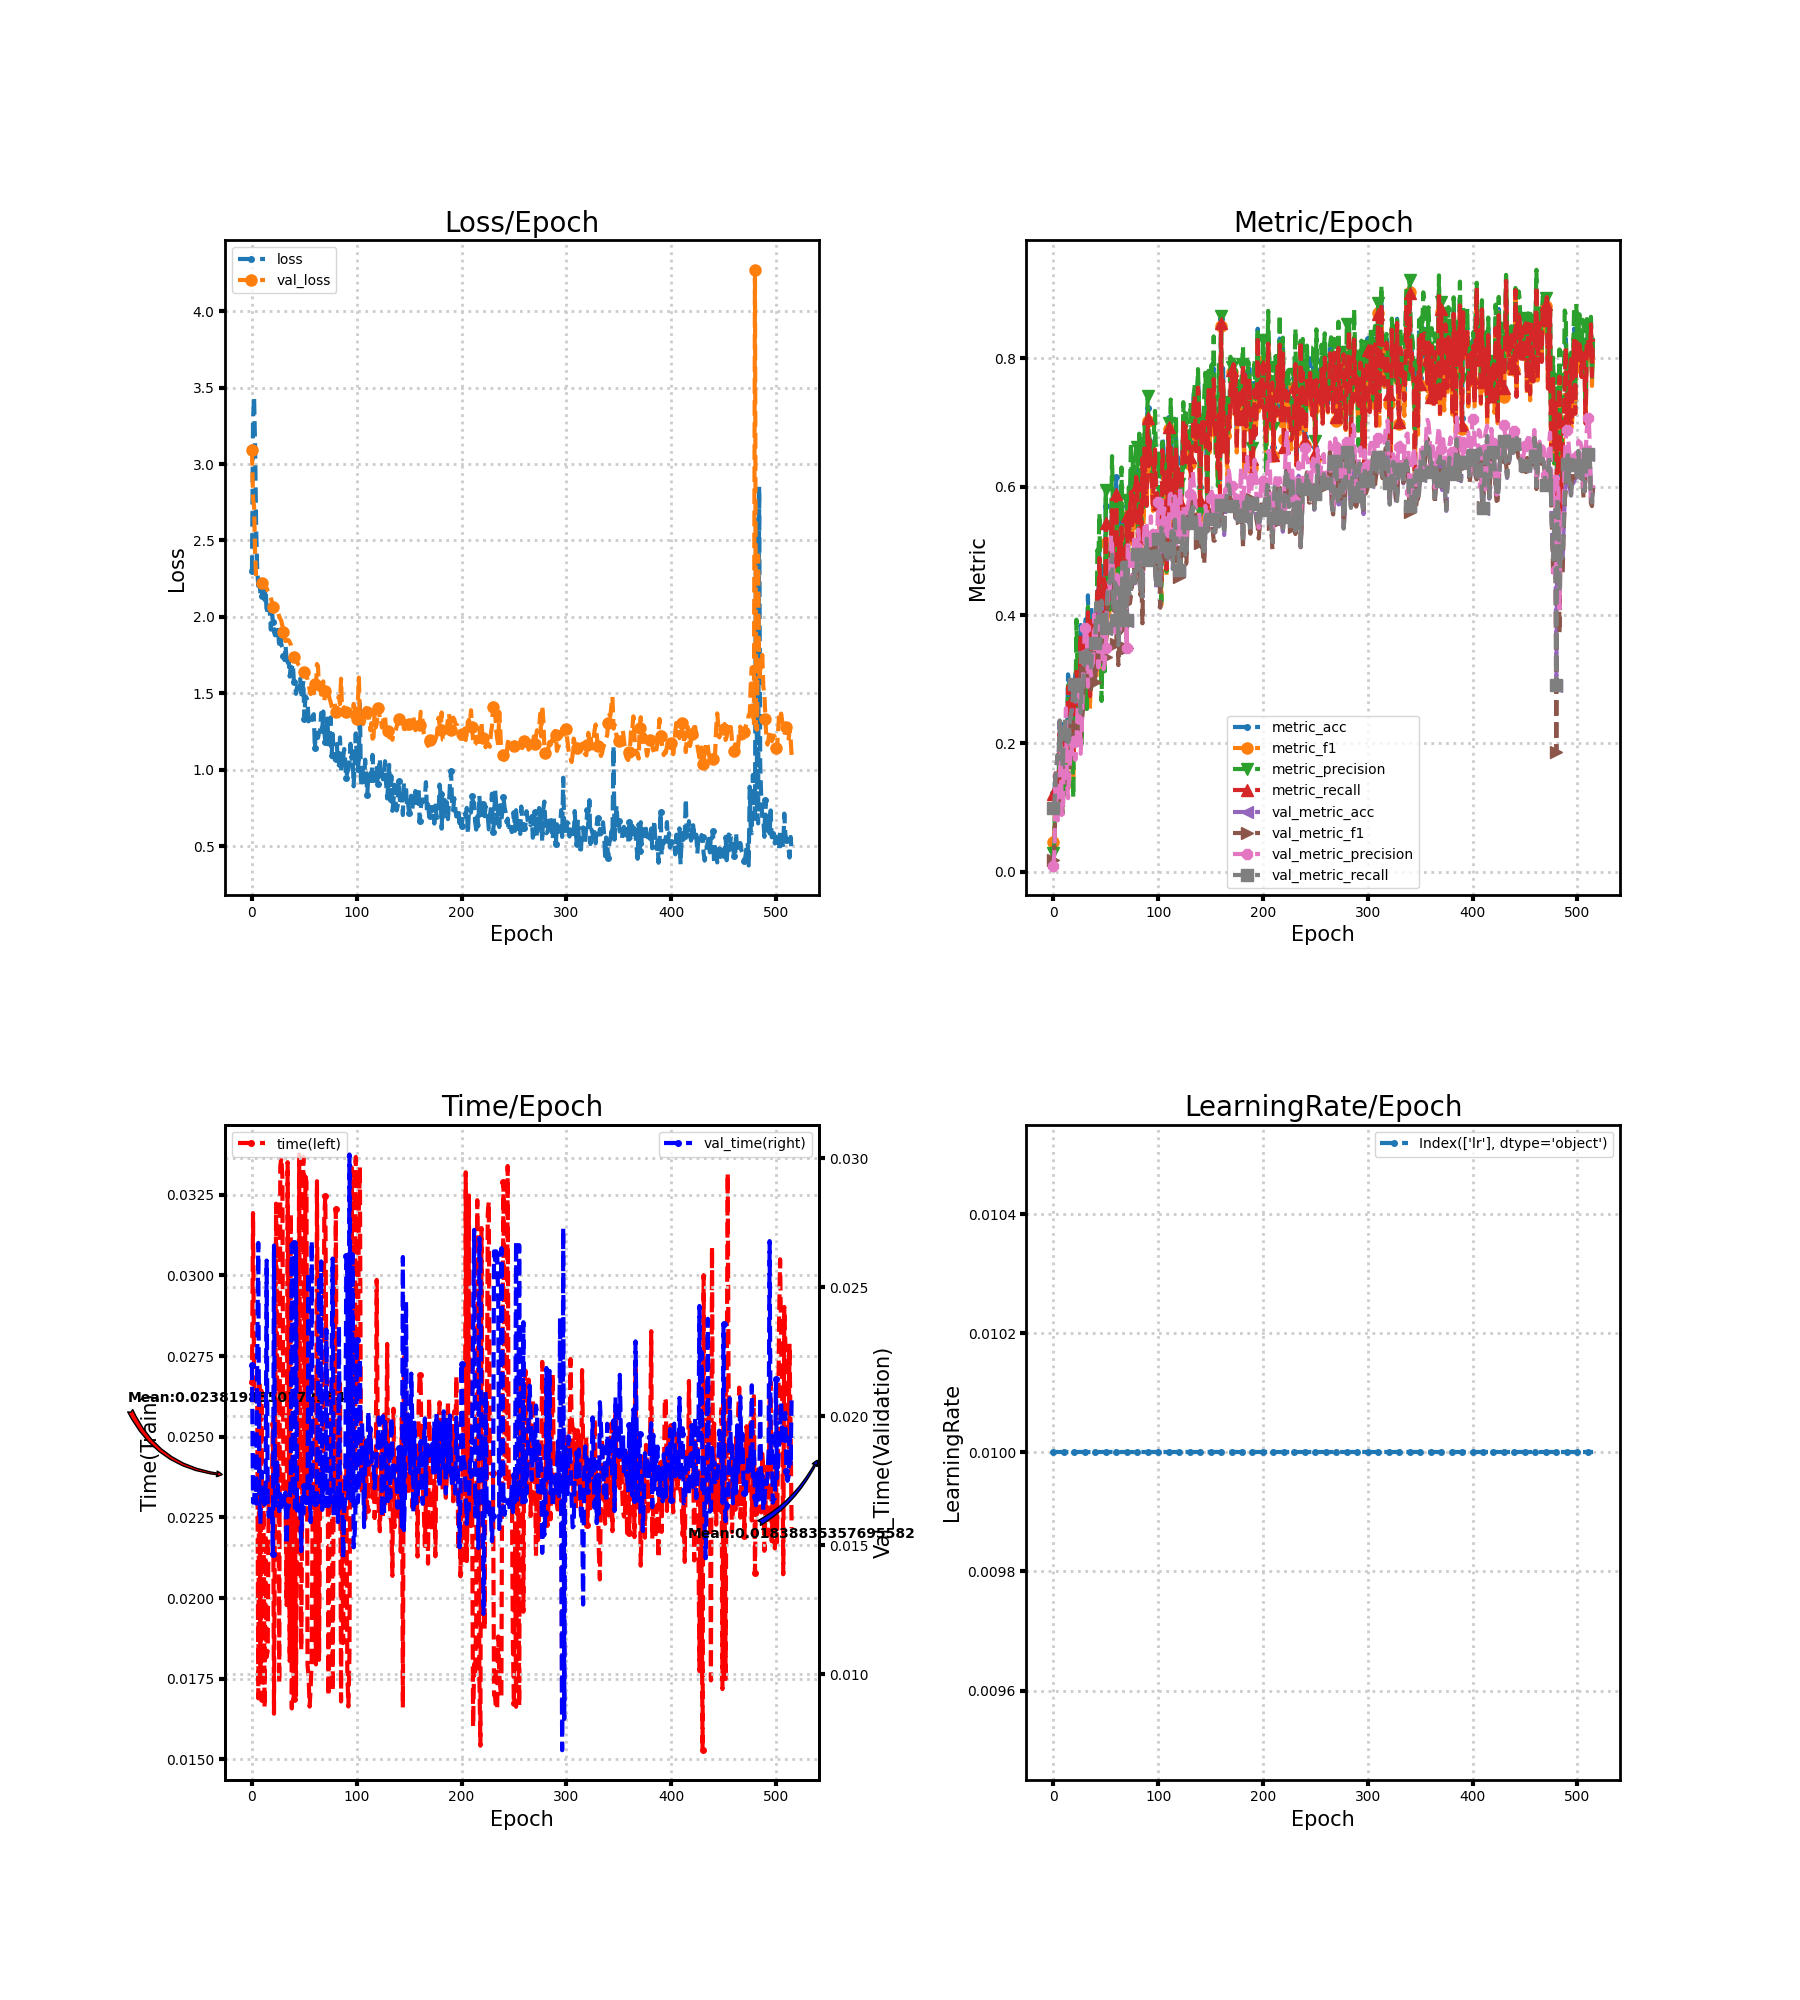 Loss/Epoch
loss
val_loss
4.0
3.5
3.0
2.5
2.0
1.5
1.0
0.5
Loss
0 100 200 300 400 500
Epoch
Metric/Epoch
0.8
0.6
0.4
0.2
0.0
Metric
metric_acc
metric_f1
metric_precision
metric_recall
val_metric_acc
val_metric_f1
val_metric_precision
val_metric_recall
0 100 200 300 400 500
Epoch
Time/Epoch
time(left)
val_time(right)
0.0325
0.0300
0.0275
0.0250
0.0225
0.0200
0.0175
0.0150
Time(Train)
0.030
0.025
0.020
0.015
0.010
Val_Time(Validation)
Mean:0.01838835357695582
0 100 200 300 400 500
Epoch
LearningRate/Epoch
Index(['lr'], dtype='object')
0.0104
0.0102
0.0100
0.0098
0.0096
LearningRate
0 100 200 300 400 500
Epoch